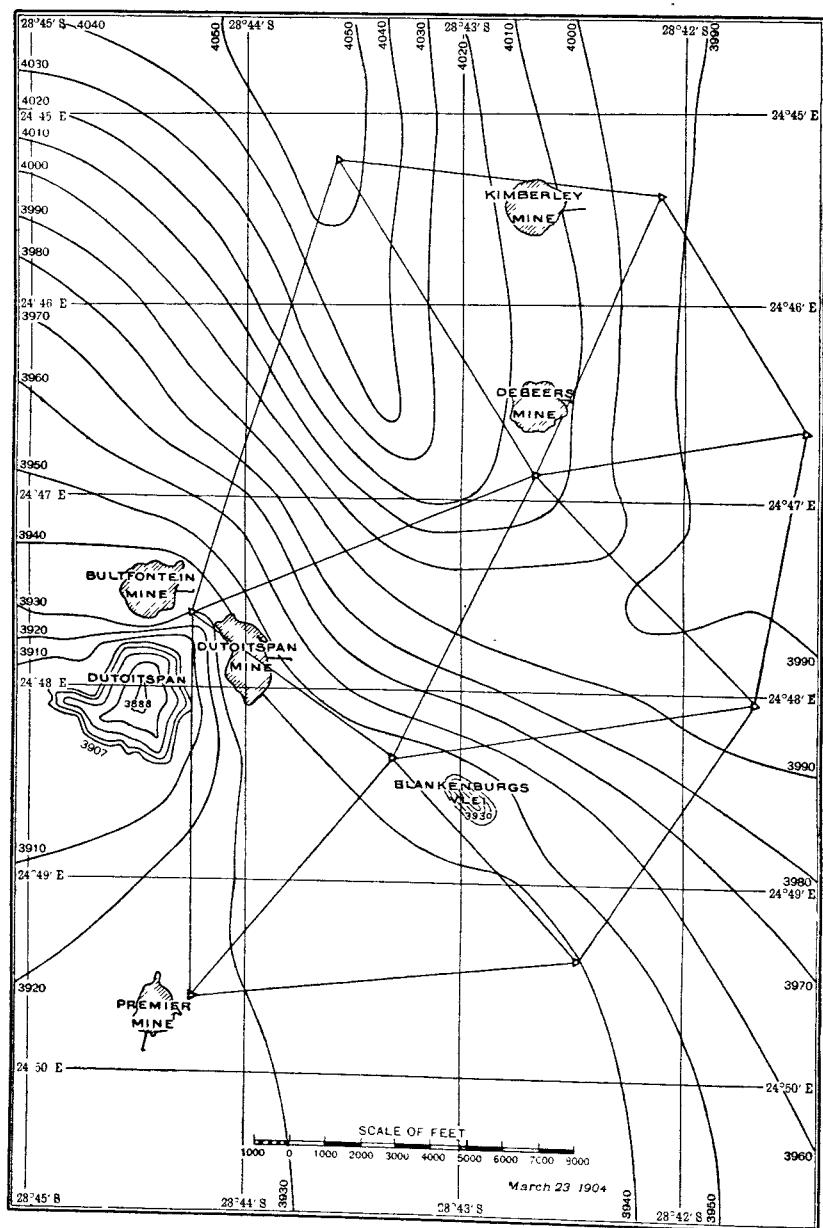 28°45' S
4040
4050
28°44' S
4050
4040
4030
28°43' S
4020
4010
4000
28°42' S
3990
4030
4020
24°45' E
24°45' E
4010
4000
3990
3980
KIMBERLEY
MINE
24°46' E
24°46' E
3970
3960
DEBEERS
MINE
3950
24°47' E
24°47' E
3940
BULTFONTEIN
MINE
3930
3920
3910
DUTOITSPAN
MINE
3990
DUTOITSPAN
24°48' E
24°48' E
3888
3907
3990
BLANKENBURGS
VLEI
3930
3910
3980
24°49' E
24°49' E
3920
3970
PREMIER
MINE
24°50' E
24°50' E
SCALE OF FEET
1000 0 1000 2000 3000 4000 5000 6000 7000 8000
3960
March 23 1904
28°45' S
28°44' S
3930
28°43' S
3940
28°42' S
3950